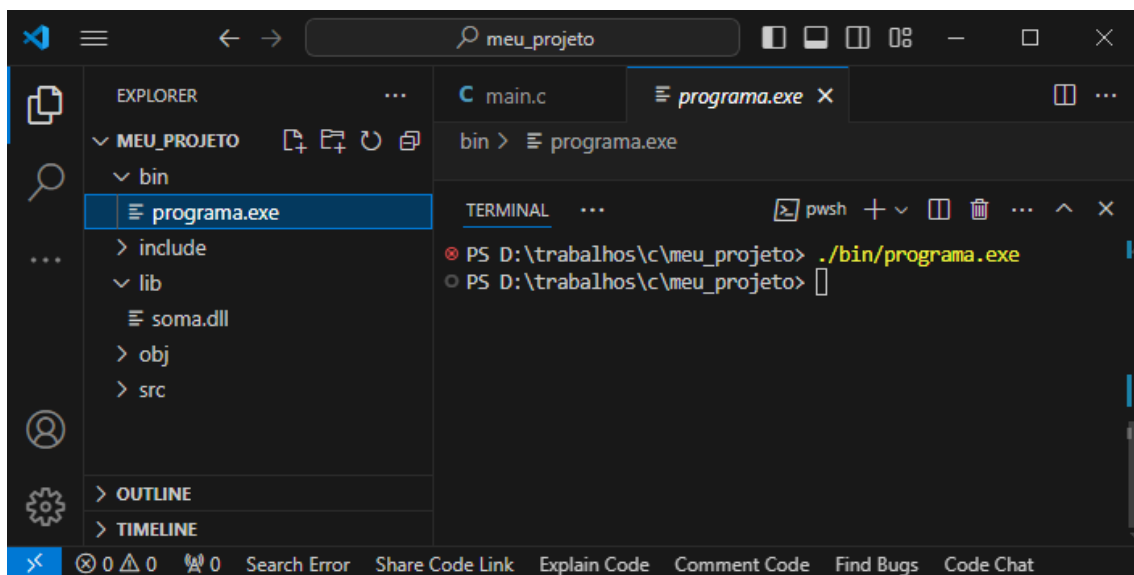 meu_projeto
EXPLORER
MEU_PROJETO
bin
programa.exe
include
lib
soma.dll
obj
src
OUTLINE
TIMELINE
main.c
programa.exe
bin > programa.exe
TERMINAL
pwsh
PS D:\trabalhos\c\meu_projeto> ./bin/programa.exe
PS D:\trabalhos\c\meu_projeto>
0 0 0 Search Error Share Code Link Explain Code Comment Code Find Bugs Code Chat